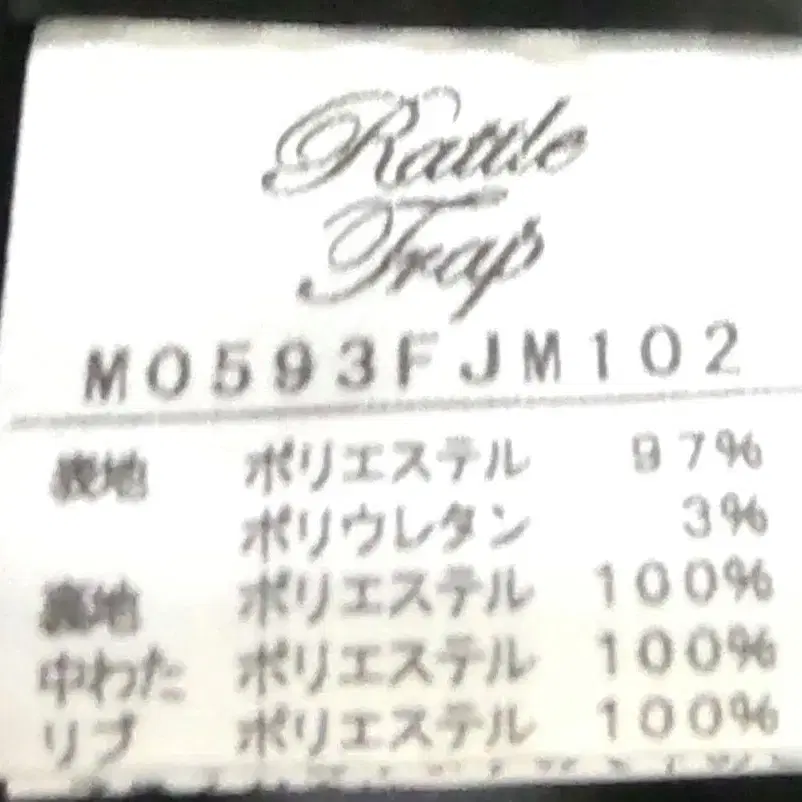 Rattle
Trap
M0593FJM102
表地 ポリエステル 97%
ポリウレタン 3%
裏地 ポリエステル 100%
中わた ポリエステル 100%
リブ ポリエステル 100%